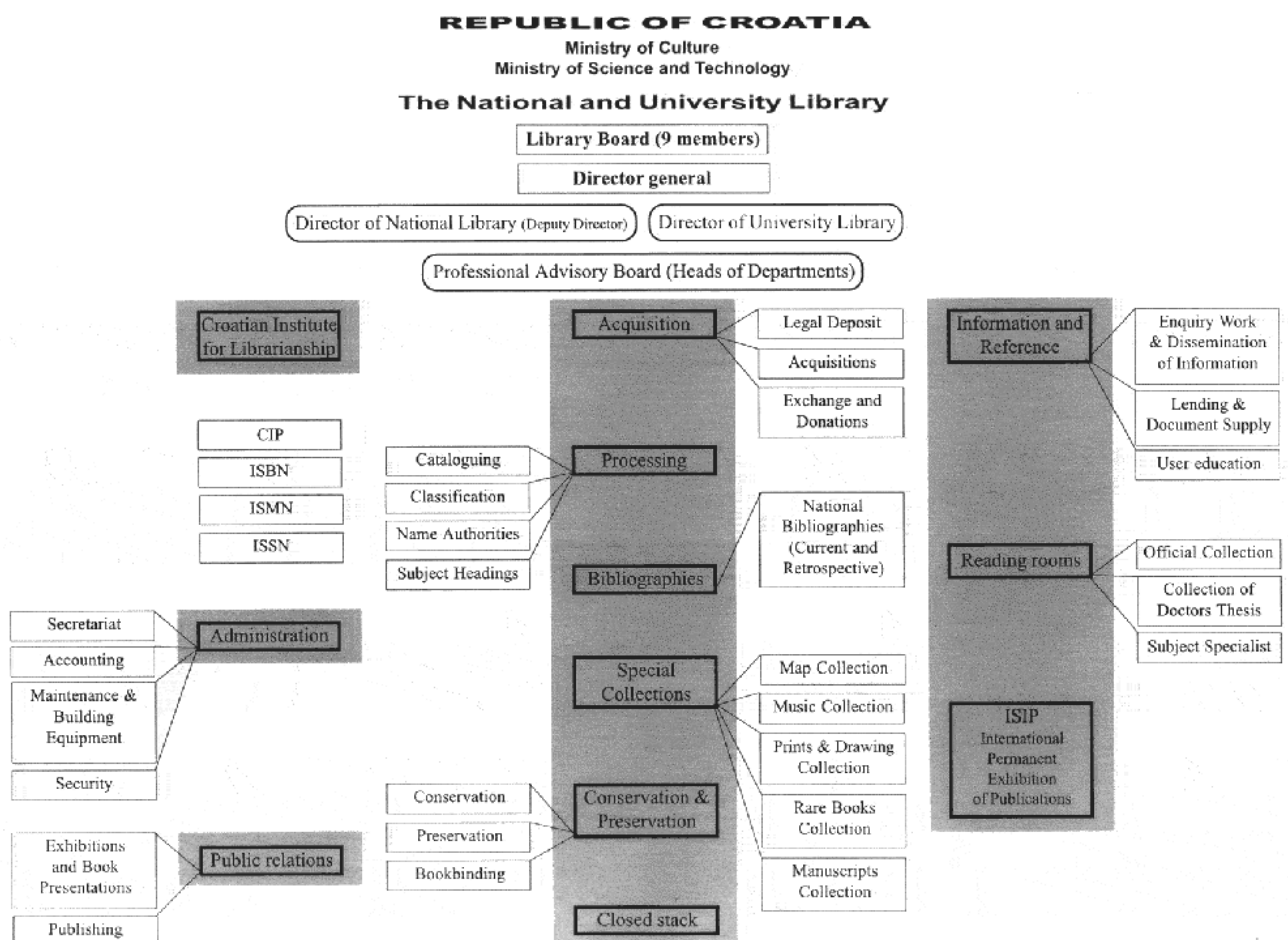 REPUBLIC OF CROATIA
Ministry of Culture
Ministry of Science and Technology
The National and University Library
Library Board (9 members)
Director general
Director of National Library (Deputy Director)
Director of University Library
Professional Advisory Board (Heads of Departments)
Croatian Institute
for Librarianship
CIP
ISBN
ISMN
ISSN
Administration
Secretariat
Accounting
Maintenance &
Building
Equipment
Security
Public relations
Exhibitions
and Book
Presentations
Publishing
Acquisition
Legal Deposit
Acquisitions
Exchange and
Donations
Processing
Cataloguing
Classification
Name Authorities
Subject Headings
Bibliographies
National
Bibliographies
(Current and
Retrospective)
Special
Collections
Map Collection
Music Collection
Prints & Drawing
Collection
Rare Books
Collection
Manuscripts
Collection
Conservation &
Preservation
Conservation
Preservation
Bookbinding
Closed stack
Information and
Reference
Enquiry Work
& Dissemination
of Information
Lending &
Document Supply
User education
Reading rooms
Official Collection
Collection of
Doctors Thesis
Subject Specialist
ISIP
International
Permanent
Exhibition
of Publications